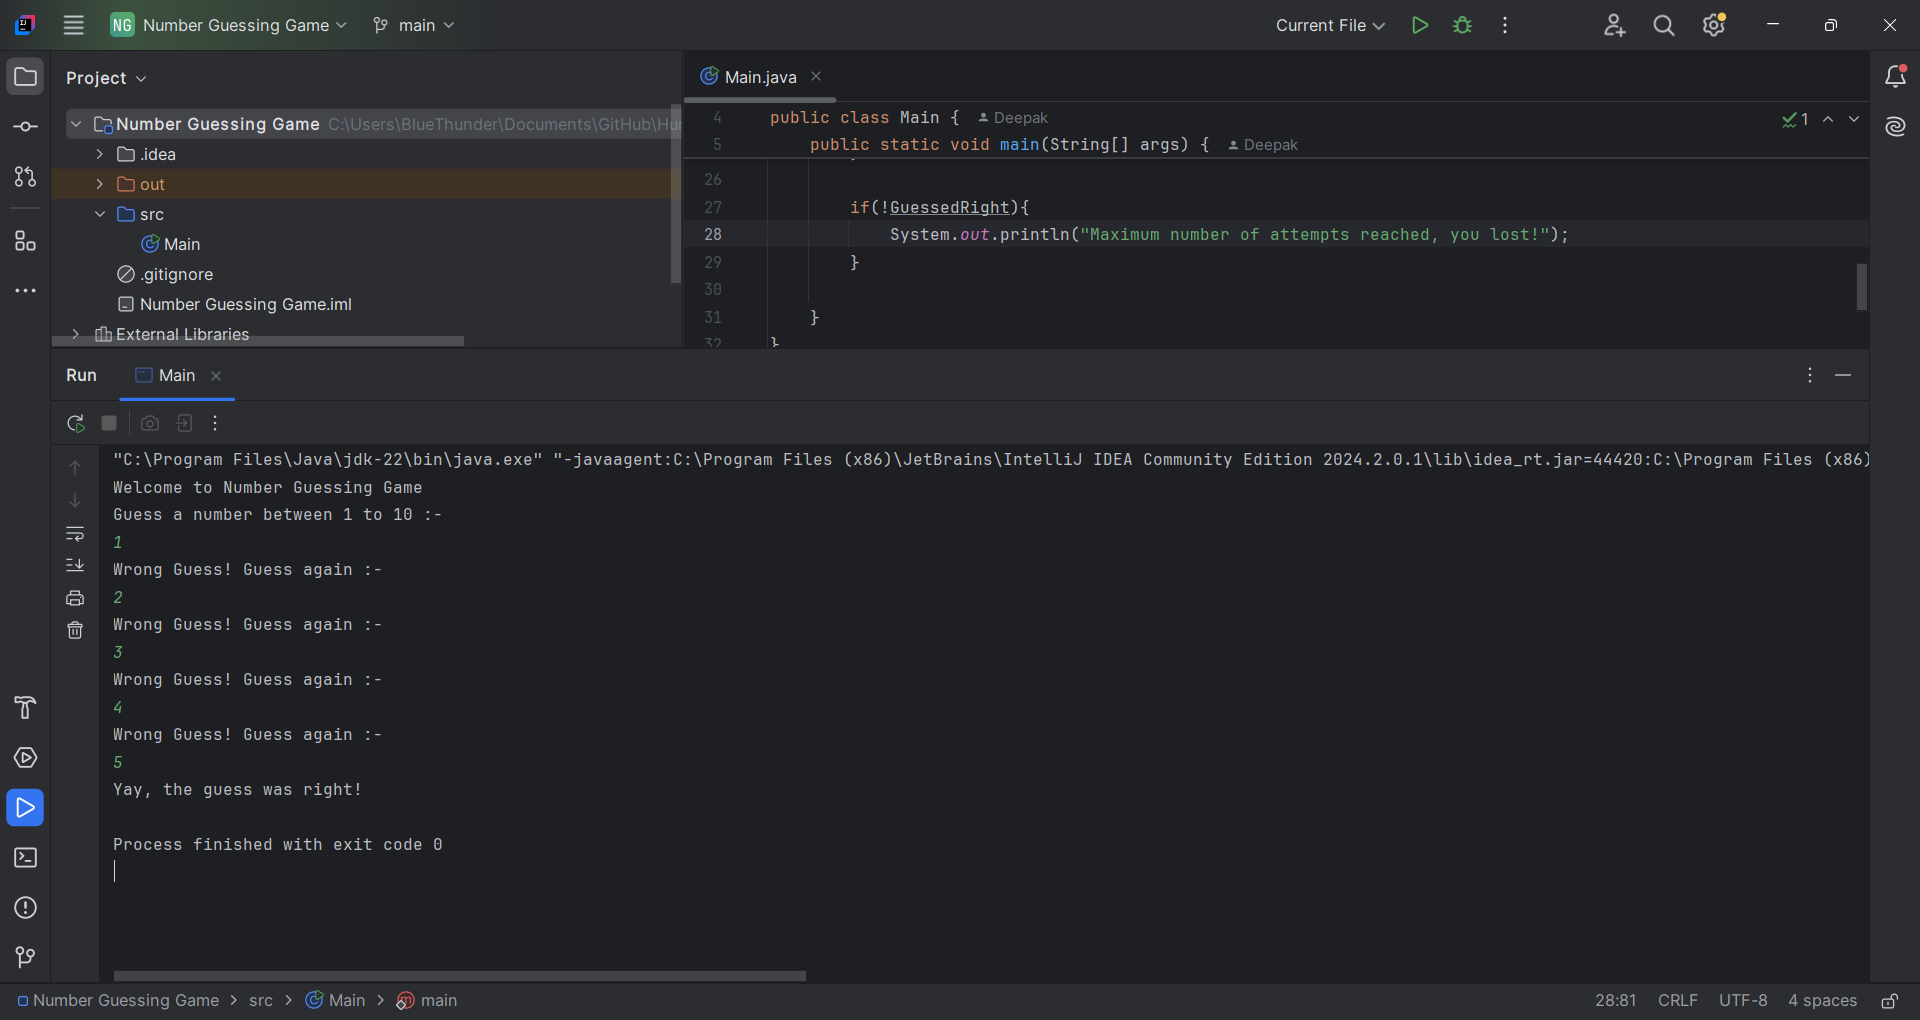 NG Number Guessing Game main Current File
Project
Main.java
Number Guessing Game C:\Users\BlueThunder\Documents\GitHub\
.idea
out
src
Main
.gitignore
Number Guessing Game.iml
External Libraries
4 public class Main { Deepak
5 public static void main(String[] args) { Deepak
1
26
27 if(!GuessedRight){
28 System.out.println("Maximum number of attempts reached, you lost!");
29 }
30
31 }
32 }
Run Main
"C:\Program Files\Java\jdk-22\bin\java.exe" "-javaagent:C:\Program Files (x86)\JetBrains\IntelliJ IDEA Community Edition 2024.2.0.1\lib\idea_rt.jar=44420:C:\Program Files (x86)
Welcome to Number Guessing Game
Guess a number between 1 to 10 :-
1
Wrong Guess! Guess again :-
2
Wrong Guess! Guess again :-
3
Wrong Guess! Guess again :-
4
Wrong Guess! Guess again :-
5
Yay, the guess was right!
Process finished with exit code 0
Number Guessing Game > src > Main > main 28:81 CRLF UTF-8 4 spaces